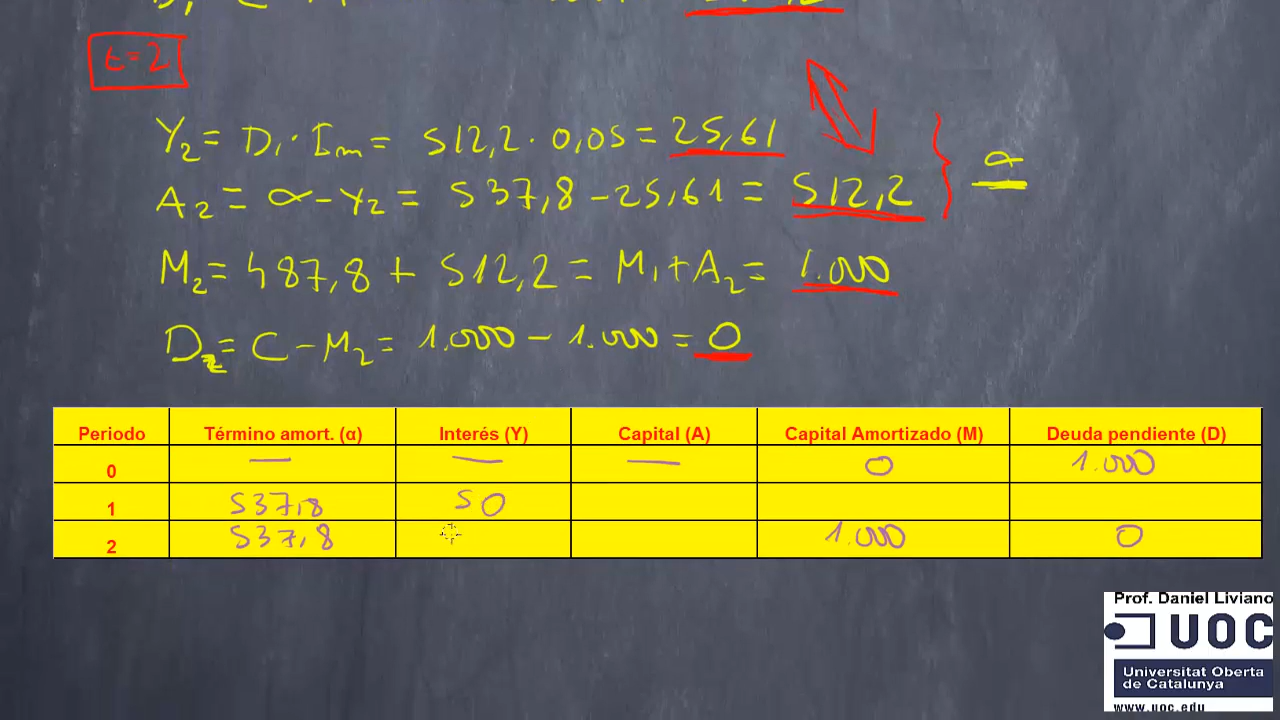 t=2
Y₂ = D₁ · Im = 512,2 · 0,05 = 25,61
A₂ = α - Y₂ = 537,8 - 25,61 = 512,2
α
M₂ = 487,8 + 512,2 = M₁ + A₂ = 1.000
D₂ = C - M₂ = 1.000 - 1.000 = 0
Periodo Término amort. (α) Interés (Y) Capital (A) Capital Amortizado (M) Deuda pendiente (D)
0 — — — 0 1.000
1 537,8 50
2 537,8 1.000 0
Prof. Daniel Liviano
UOC
Universitat Oberta
de Catalunya
www.uoc.edu